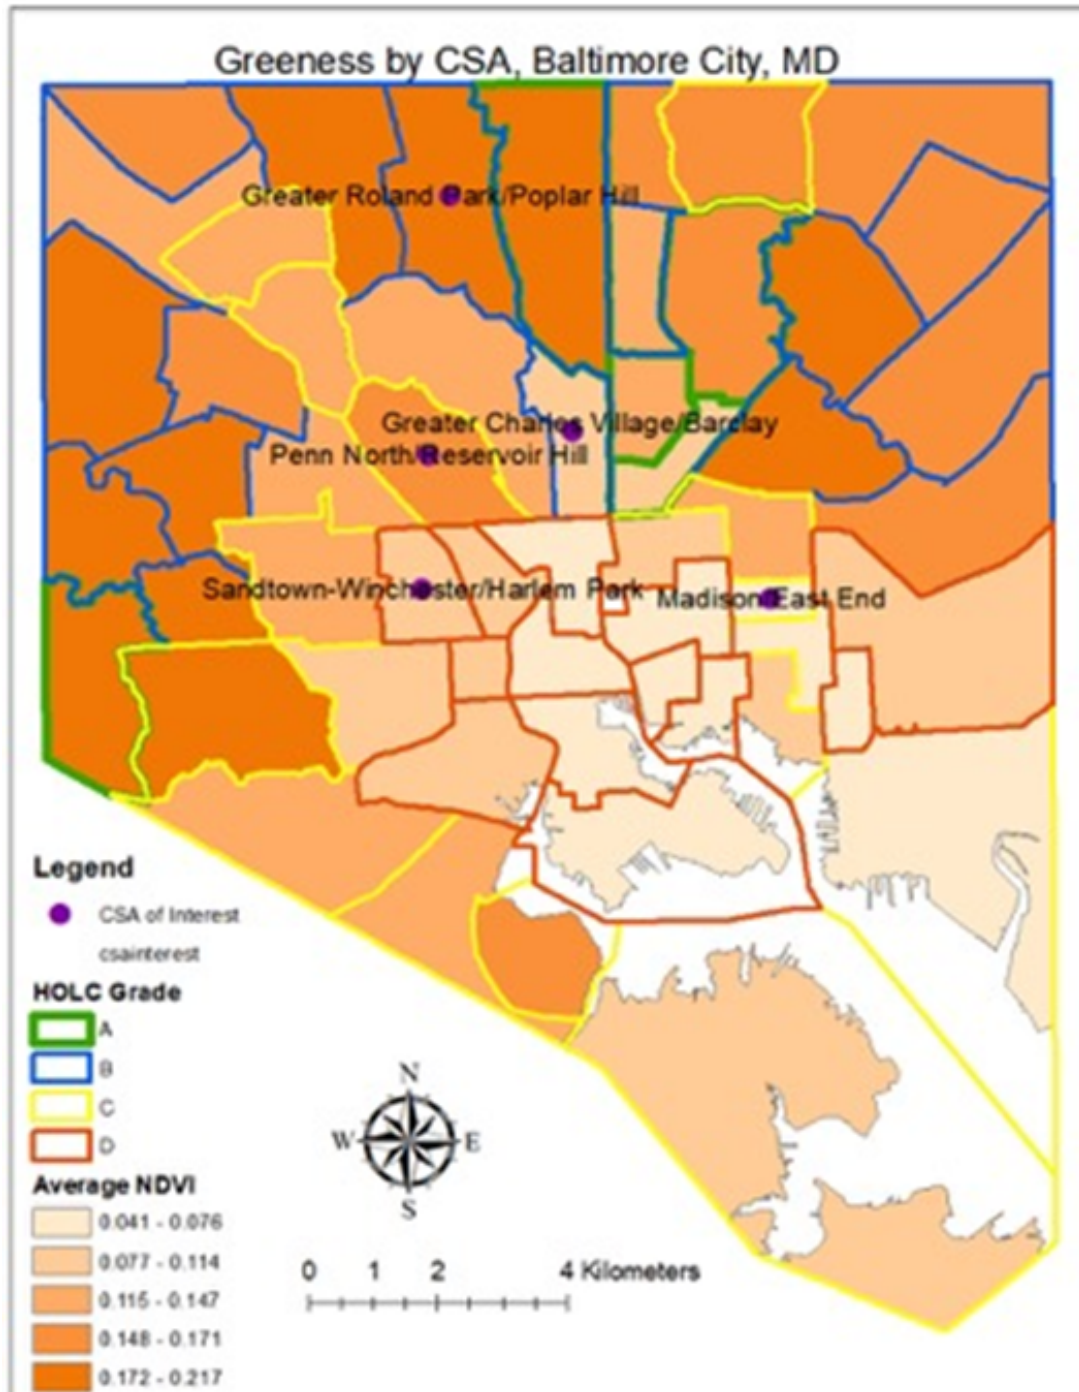 Greeness by CSA, Baltimore City, MD
Greater Roland Park/Poplar Hill
Greater Charles Village/Barclay
Penn North/Reservoir Hill
Sandtown-Winchester/Harlem Park
Madison/East End
Legend
CSA of Interest
csainterest
HOLC Grade
A
B
C
D
Average NDVI
0.041 - 0.076
0.077 - 0.114
0.115 - 0.147
0.148 - 0.171
0.172 - 0.217
N
W E
S
0 1 2 4 Kilometers